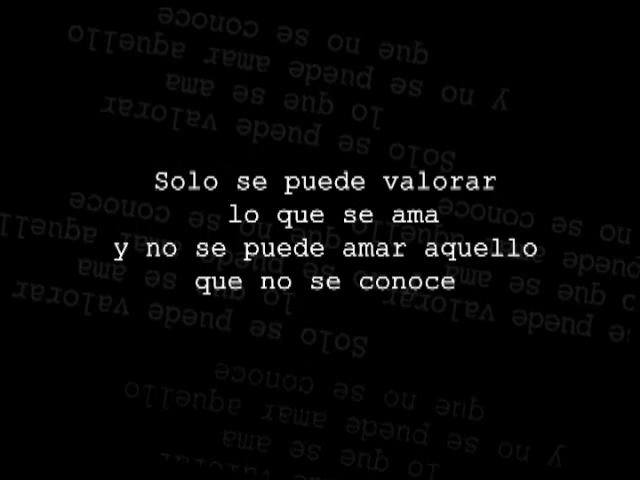 Solo se puede valorar
lo que se ama
y no se puede amar aquello
que no se conoce